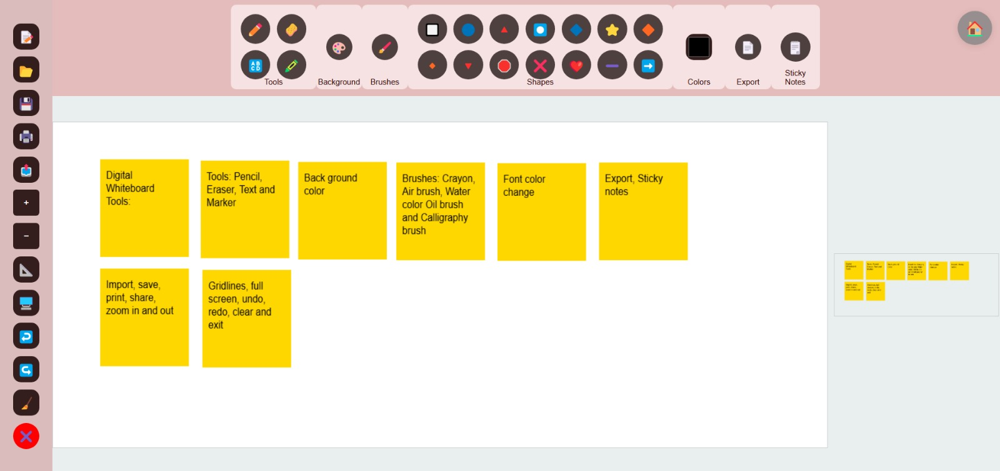 Tools
Background
Brushes
Shapes
Colors
Export
Sticky
Notes
+
−
Digital
Whiteboard
Tools:
Tools: Pencil,
Eraser, Text and
Marker
Back ground
color
Brushes: Crayon,
Air brush, Water
color Oil brush
and Calligraphy
brush
Font color
change
Export, Sticky
notes
Import, save,
print, share,
zoom in and out
Gridlines, full
screen, undo,
redo, clear and
exit